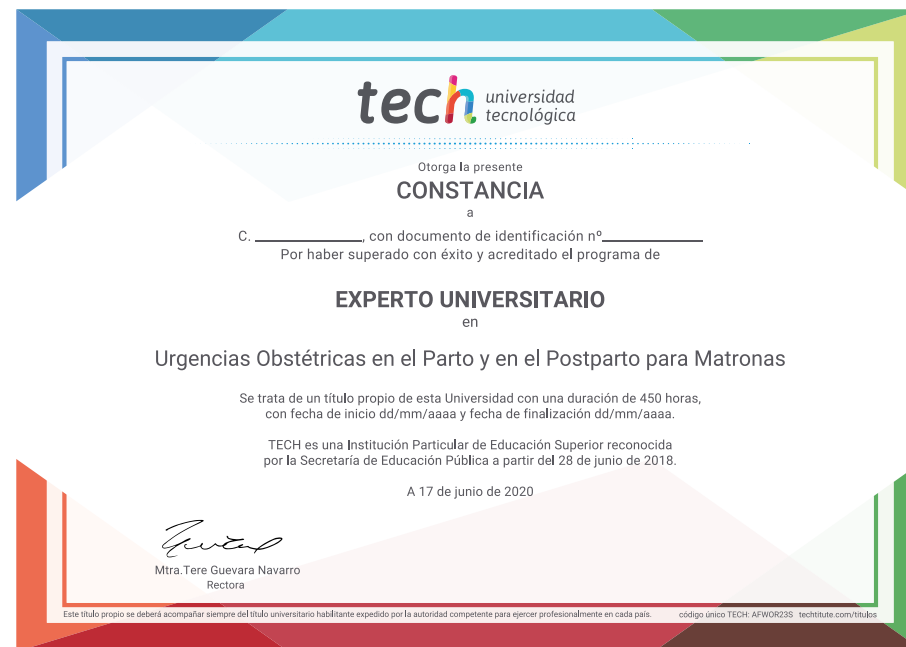 tech universidad
tecnológica
Otorga la presente
CONSTANCIA
a
C. ____________, con documento de identificación nº____________
Por haber superado con éxito y acreditado el programa de
EXPERTO UNIVERSITARIO
en
Urgencias Obstétricas en el Parto y en el Postparto para Matronas
Se trata de un título propio de esta Universidad con una duración de 450 horas,
con fecha de inicio dd/mm/aaaa y fecha de finalización dd/mm/aaaa.
TECH es una Institución Particular de Educación Superior reconocida
por la Secretaría de Educación Pública a partir del 28 de junio de 2018.
A 17 de junio de 2020
Mtra.Tere Guevara Navarro
Rectora
Este título propio se deberá acompañar siempre del título universitario habilitante expedido por la autoridad competente para ejercer profesionalmente en cada país. código único TECH: AFWOR23S techtitute.com/titulos